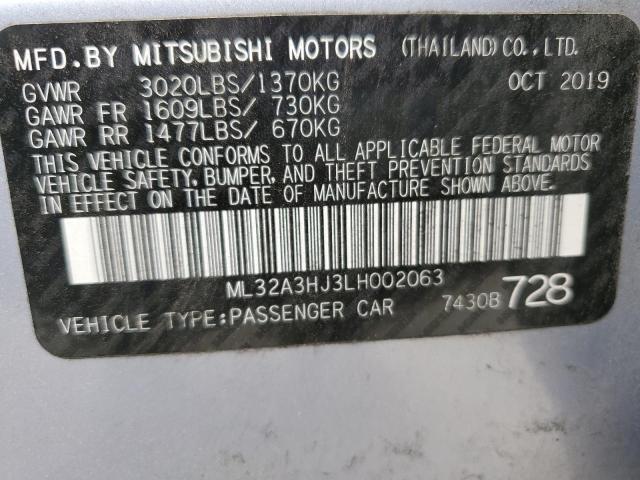 MFD.BY MITSUBISHI MOTORS (THAILAND)CO.,LTD.
GVWR 3020LBS/1370KG OCT 2019
GAWR FR 1609LBS/ 730KG
GAWR RR 1477LBS/ 670KG
THIS VEHICLE CONFORMS TO ALL APPLICABLE FEDERAL MOTOR
VEHICLE SAFETY, BUMPER, AND THEFT PREVENTION STANDARDS
IN EFFECT ON THE DATE OF MANUFACTURE SHOWN ABOVE.
ML32A3HJ3LH002063
VEHICLE TYPE:PASSENGER CAR 7430B 728